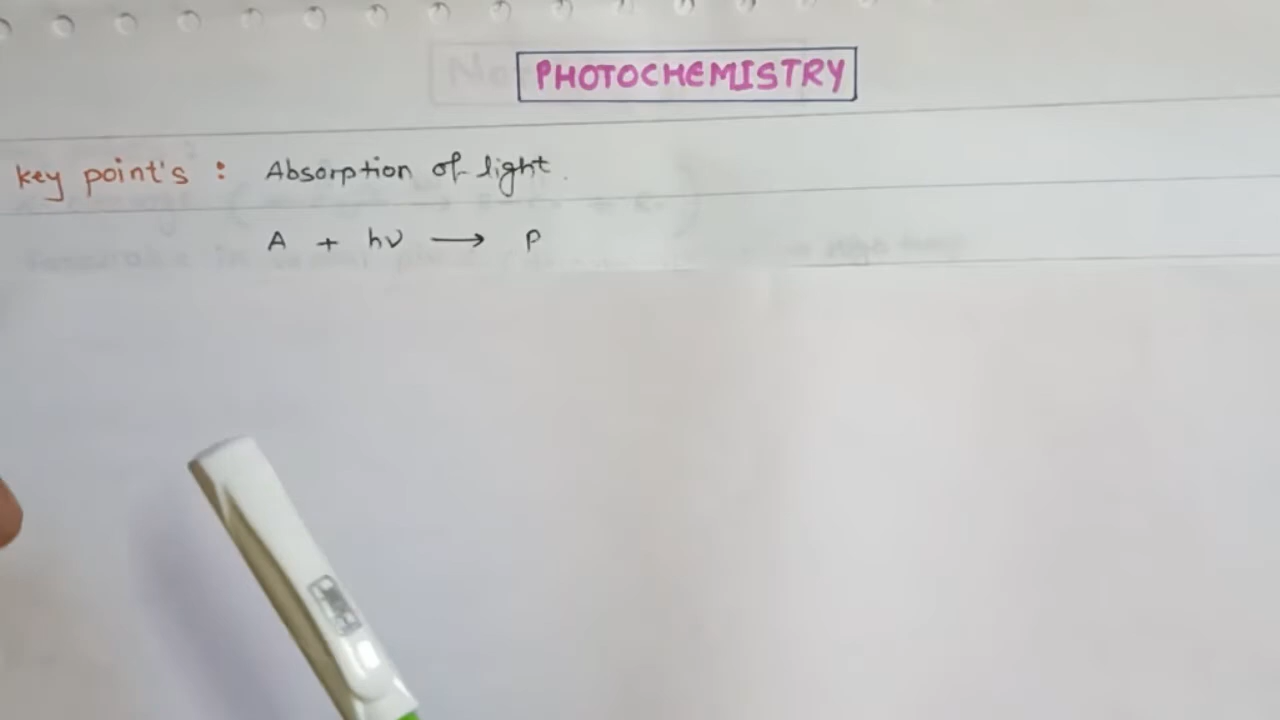 PHOTOCHEMISTRY
key point's : Absorption of light.
A + hν ⟶ P